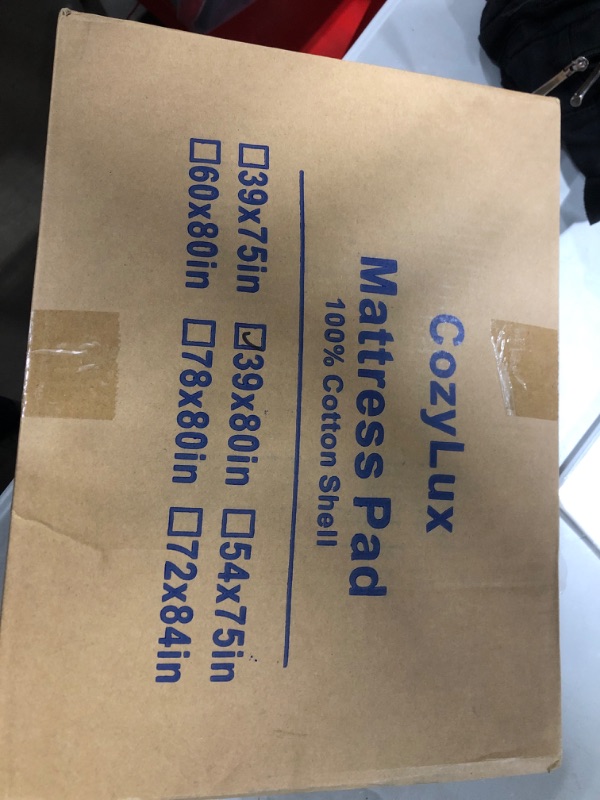 CozyLux
Mattress Pad
100% Cotton Shell
☐39x75in ☑39x80in ☐54x75in
☐60x80in ☐78x80in ☐72x84in